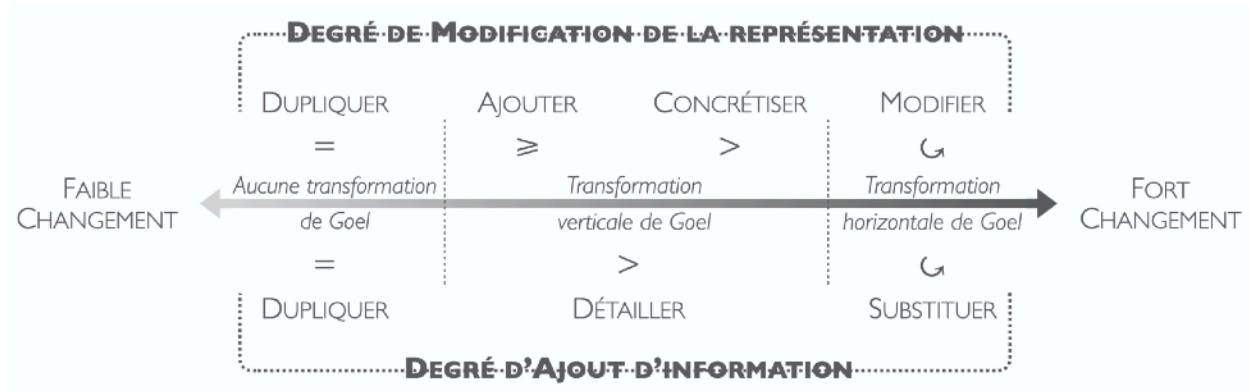 DEGRÉ DE MODIFICATION DE LA REPRÉSENTATION
DUPLIQUER AJOUTER CONCRÉTISER MODIFIER
= ⩾ >
FAIBLE CHANGEMENT
Aucune transformation de Goel
Transformation verticale de Goel
Transformation horizontale de Goel
FORT CHANGEMENT
= >
DUPLIQUER DÉTAILLER SUBSTITUER
DEGRÉ D'AJOUT D'INFORMATION